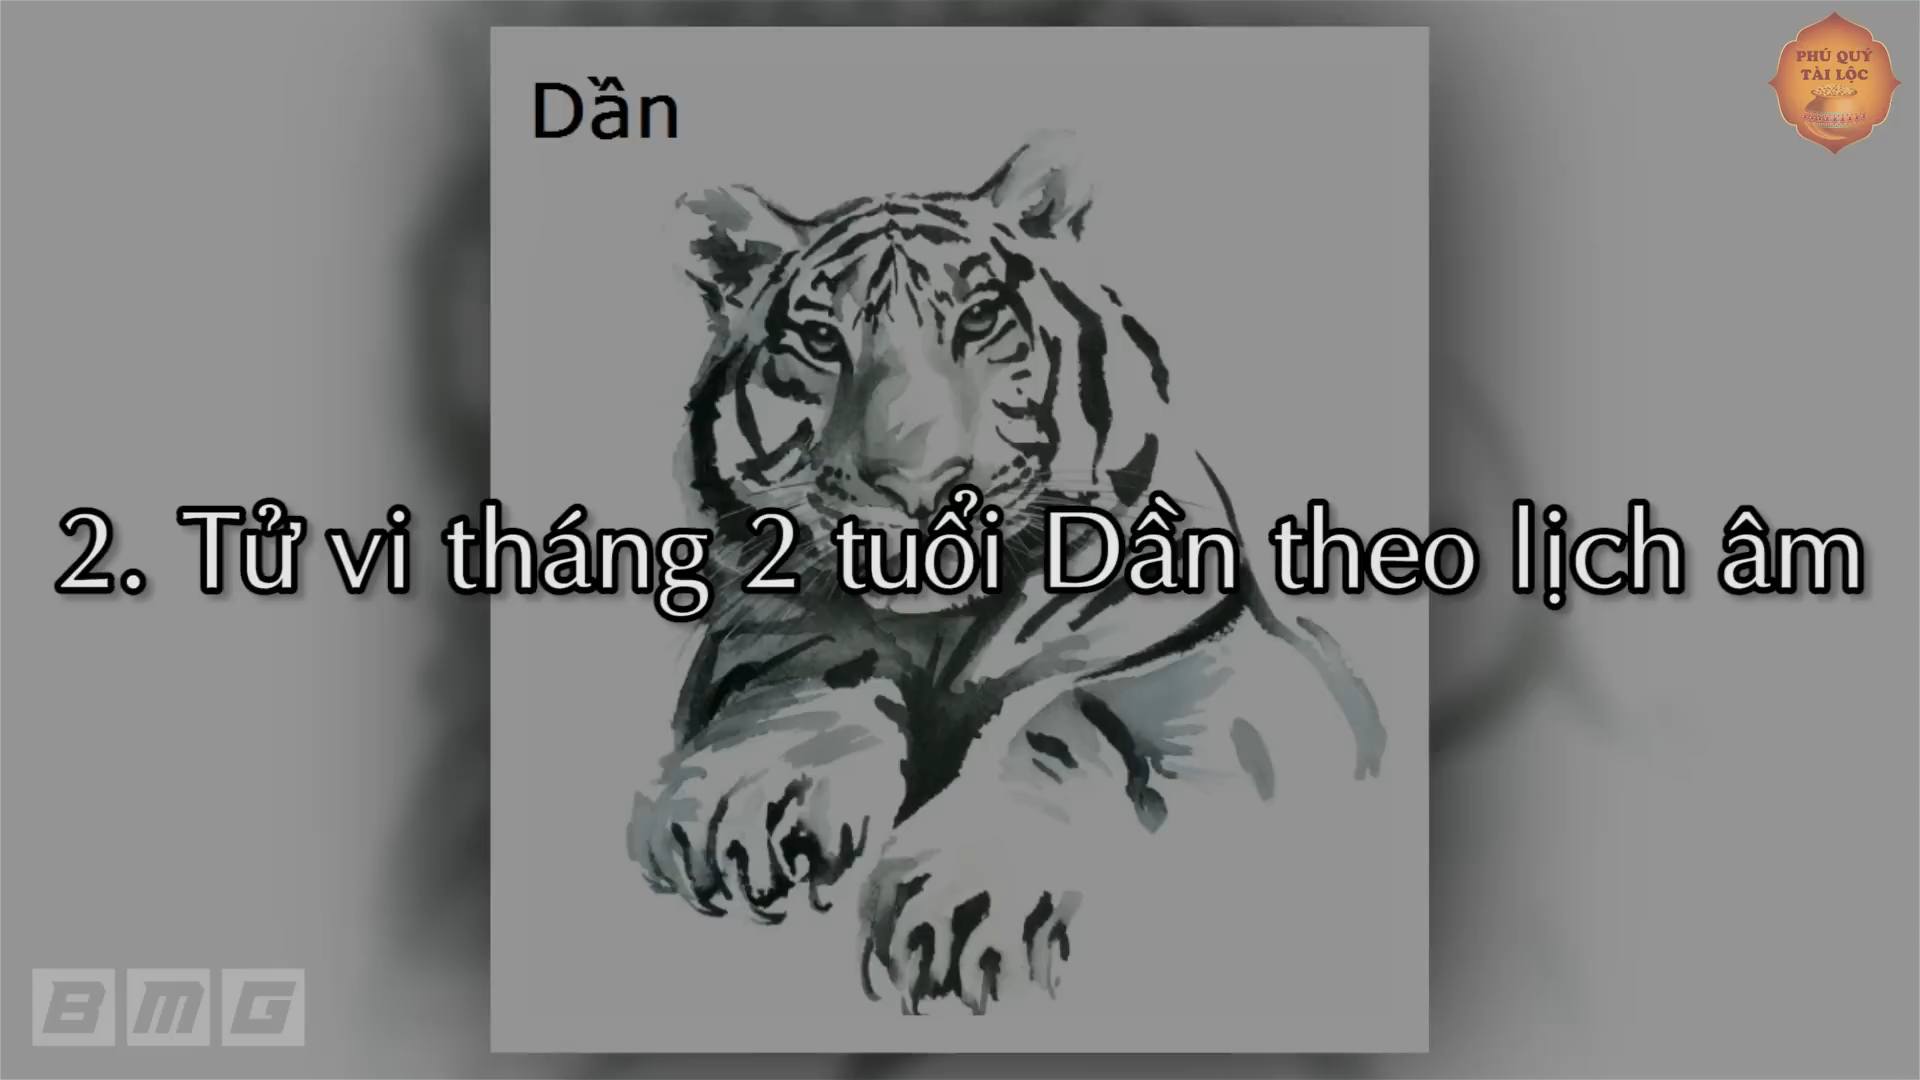 Dần
PHÚ QUÝ
TÀI LỘC
2. Tử vi tháng 2 tuổi Dần theo lịch âm
BMG